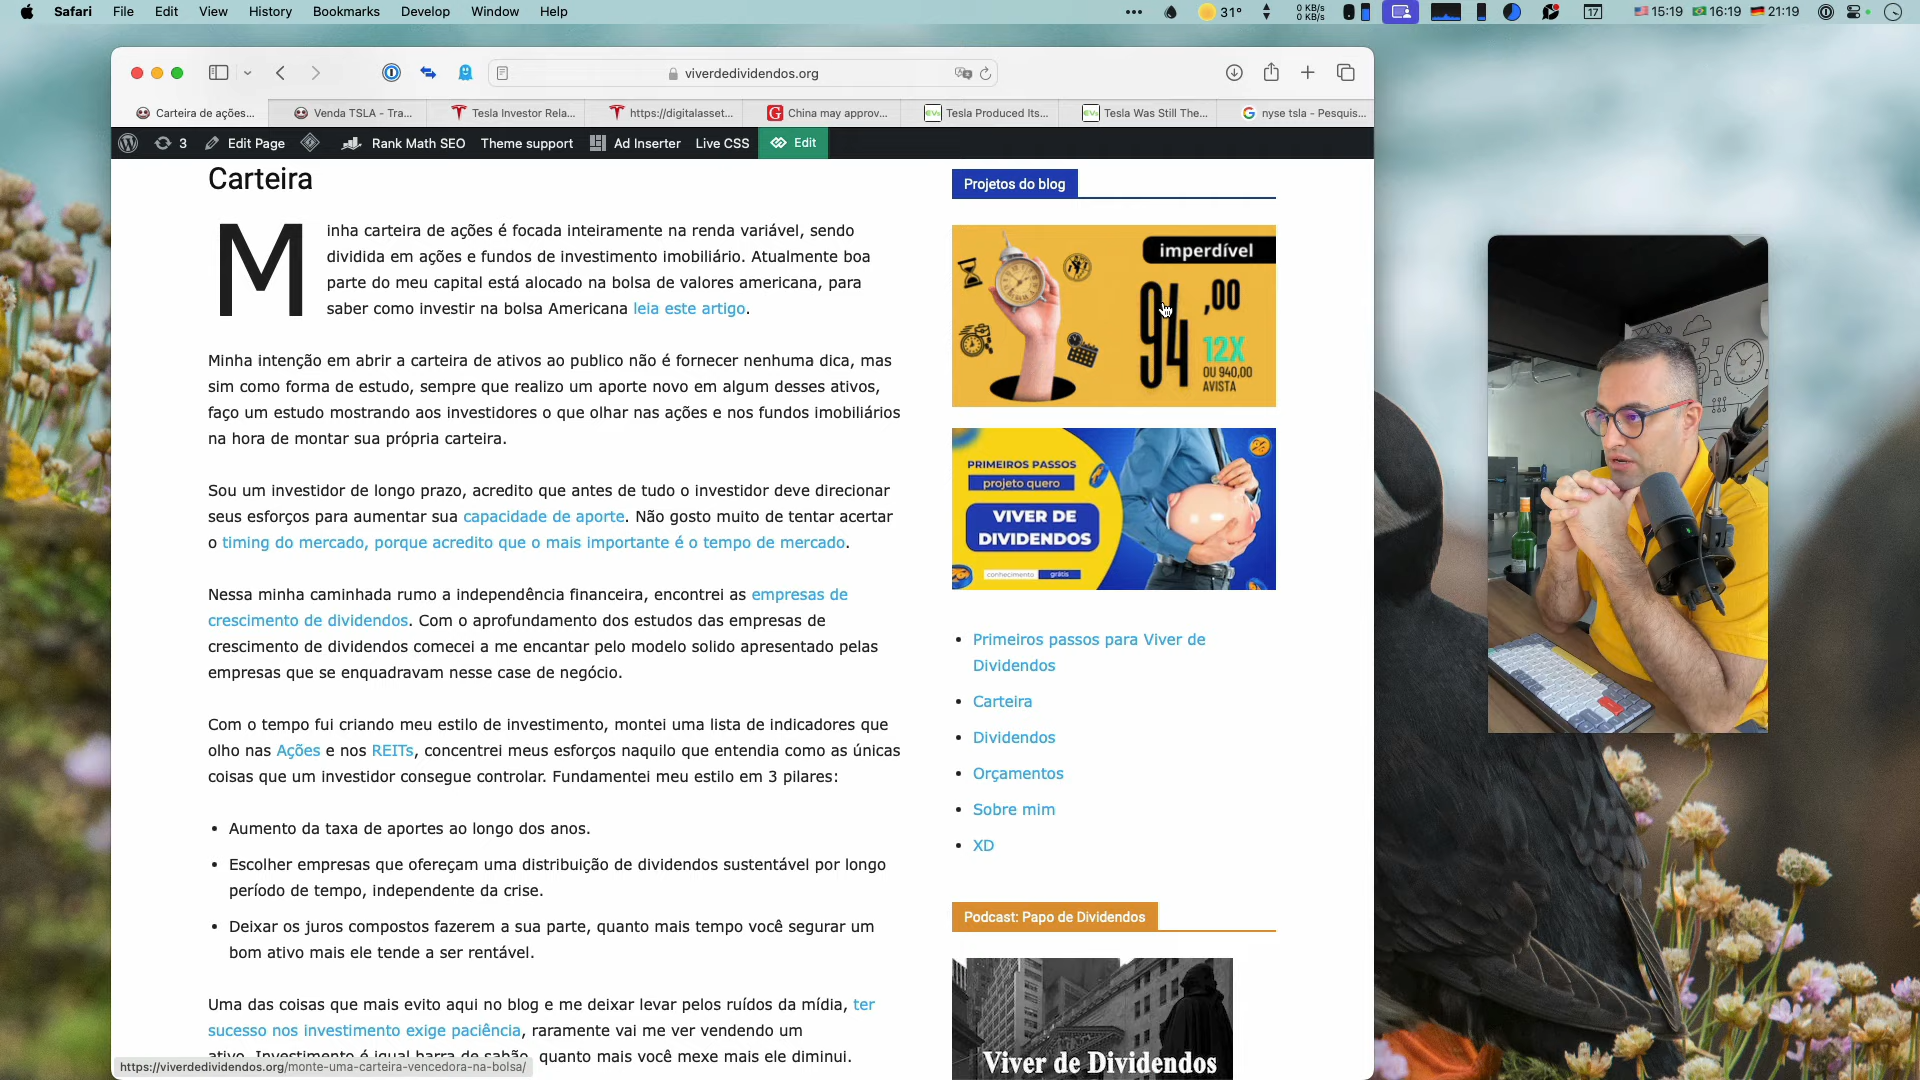 Safari File Edit View History Bookmarks Develop Window Help
31°
0 KB/s
0 KB/s
17
15:19 16:19 21:19
viverdedividendos.org
Carteira de ações...
Venda TSLA - Tra...
Tesla Investor Rela...
https://digitalasset...
China may approv...
Tesla Produced Its...
Tesla Was Still The...
nyse tsla - Pesquis...
3 Edit Page Rank Math SEO Theme support Ad Inserter Live CSS Edit
Carteira
Minha carteira de ações é focada inteiramente na renda variável, sendo
dividida em ações e fundos de investimento imobiliário. Atualmente boa
parte do meu capital está alocado na bolsa de valores americana, para
saber como investir na bolsa Americana leia este artigo.
Minha intenção em abrir a carteira de ativos ao publico não é fornecer nenhuma dica, mas
sim como forma de estudo, sempre que realizo um aporte novo em algum desses ativos,
faço um estudo mostrando aos investidores o que olhar nas ações e nos fundos imobiliários
na hora de montar sua própria carteira.
Sou um investidor de longo prazo, acredito que antes de tudo o investidor deve direcionar
seus esforços para aumentar sua capacidade de aporte. Não gosto muito de tentar acertar
o timing do mercado, porque acredito que o mais importante é o tempo de mercado.
Nessa minha caminhada rumo a independência financeira, encontrei as empresas de
crescimento de dividendos. Com o aprofundamento dos estudos das empresas de
crescimento de dividendos comecei a me encantar pelo modelo solido apresentado pelas
empresas que se enquadravam nesse case de negócio.
Com o tempo fui criando meu estilo de investimento, montei uma lista de indicadores que
olho nas Ações e nos REITs, concentrei meus esforços naquilo que entendia como as únicas
coisas que um investidor consegue controlar. Fundamentei meu estilo em 3 pilares:
• Aumento da taxa de aportes ao longo dos anos.
• Escolher empresas que ofereçam uma distribuição de dividendos sustentável por longo
período de tempo, independente da crise.
• Deixar os juros compostos fazerem a sua parte, quanto mais tempo você segurar um
bom ativo mais ele tende a ser rentável.
Uma das coisas que mais evito aqui no blog e me deixar levar pelos ruídos da mídia, ter
sucesso nos investimento exige paciência, raramente vai me ver vendendo um
ativo. Investimento é igual barra de sabão, quanto mais você mexe mais ele diminui.
https://viverdedividendos.org/monte-uma-carteira-vencedora-na-bolsa/
Projetos do blog
imperdível
94,00
12X
OU 940,00
AVISTA
PRIMEIROS PASSOS
projeto quero
VIVER DE
DIVIDENDOS
conhecimento grátis
• Primeiros passos para Viver de
Dividendos
• Carteira
• Dividendos
• Orçamentos
• Sobre mim
• XD
Podcast: Papo de Dividendos
Viver de Dividendos